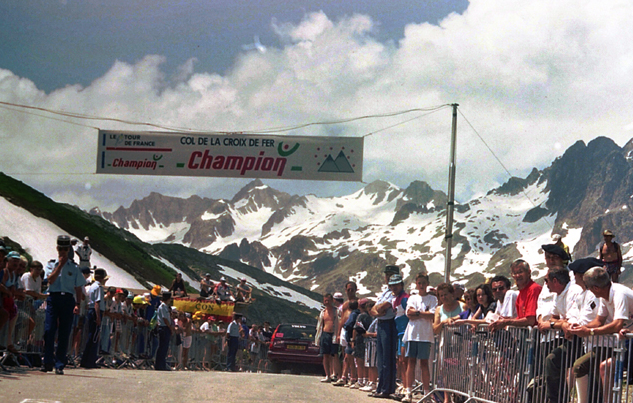 LE TOUR
DE FRANCE
Champion
COL DE LA CROIX DE FER
Champion